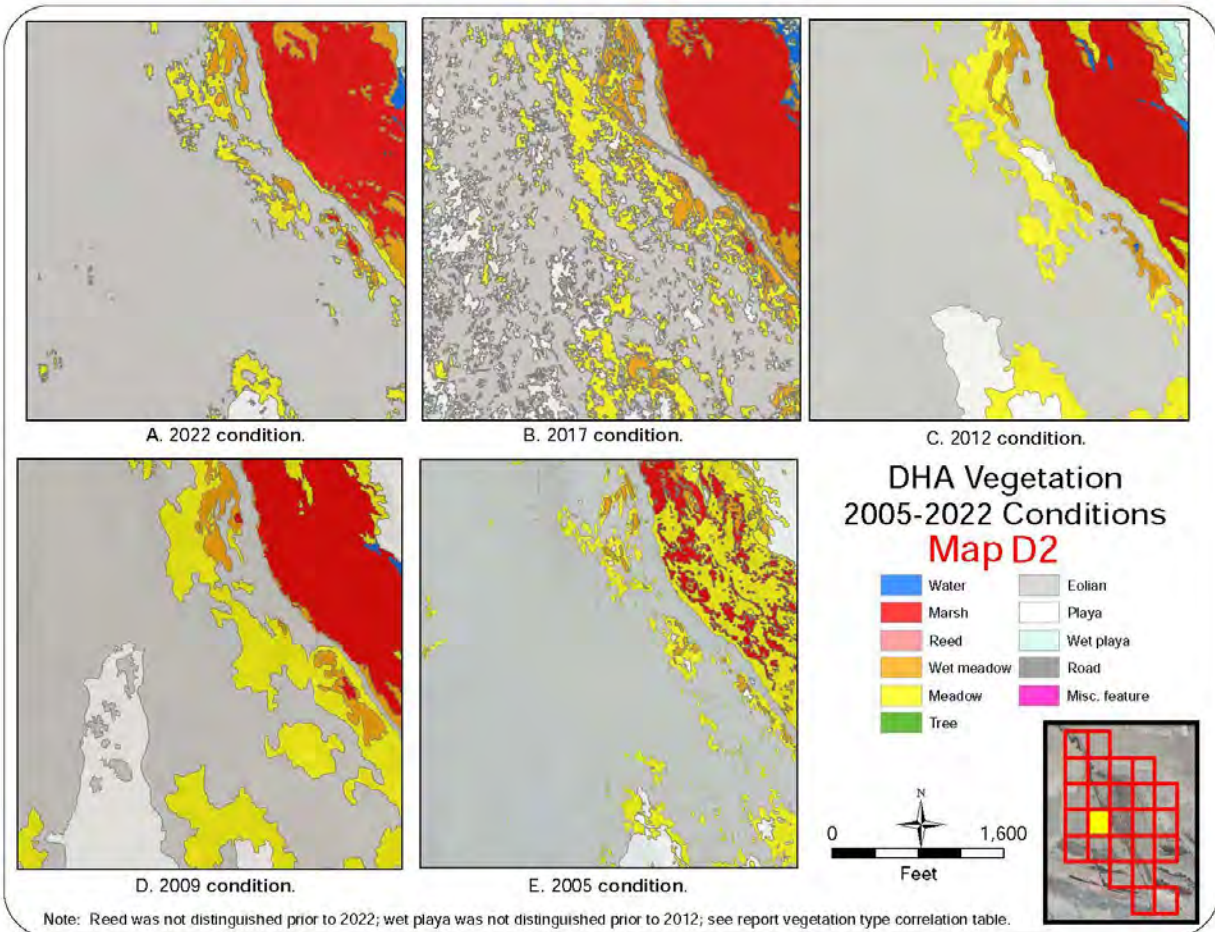 A. 2022 condition.
B. 2017 condition.
C. 2012 condition.
D. 2009 condition.
E. 2005 condition.
DHA Vegetation
2005-2022 Conditions
Map D2
Water
Marsh
Reed
Wet meadow
Meadow
Tree
Eolian
Playa
Wet playa
Road
Misc. feature
N
0 1,600
Feet
Note: Reed was not distinguished prior to 2022; wet playa was not distinguished prior to 2012; see report vegetation type correlation table.